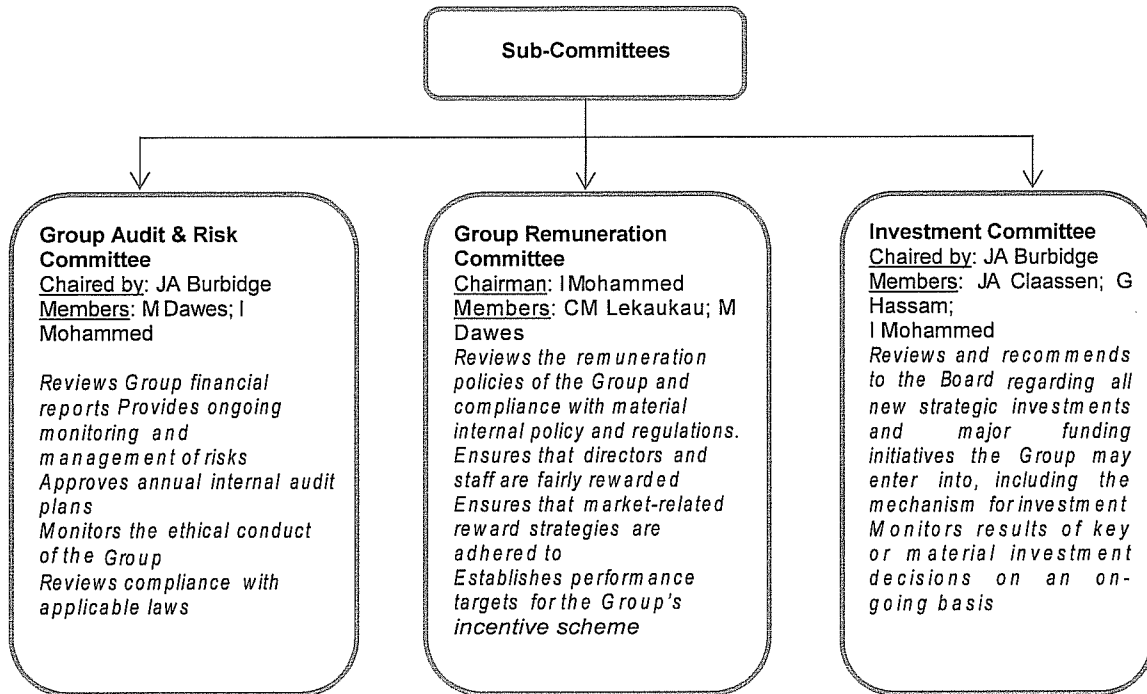 Sub-Committees
Group Audit & Risk
Committee
Chaired by: JA Burbidge
Members: M Dawes; I
Mohammed
Reviews Group financial
reports Provides ongoing
monitoring and
management of risks
Approves annual internal audit
plans
Monitors the ethical conduct
of the Group
Reviews compliance with
applicable laws
Group Remuneration
Committee
Chairman: I Mohammed
Members: CM Lekaukau; M
Dawes
Reviews the remuneration
policies of the Group and
compliance with material
internal policy and regulations.
Ensures that directors and
staff are fairly rewarded
Ensures that market-related
reward strategies are
adhered to
Establishes performance
targets for the Group's
incentive scheme
Investment Committee
Chaired by: JA Burbidge
Members: JA Claassen; G
Hassam;
I Mohammed
Reviews and recommends
to the Board regarding all
new strategic investments
and major funding
initiatives the Group may
enter into, including the
mechanism for investment
Monitors results of key
or material investment
decisions on an on-
going basis